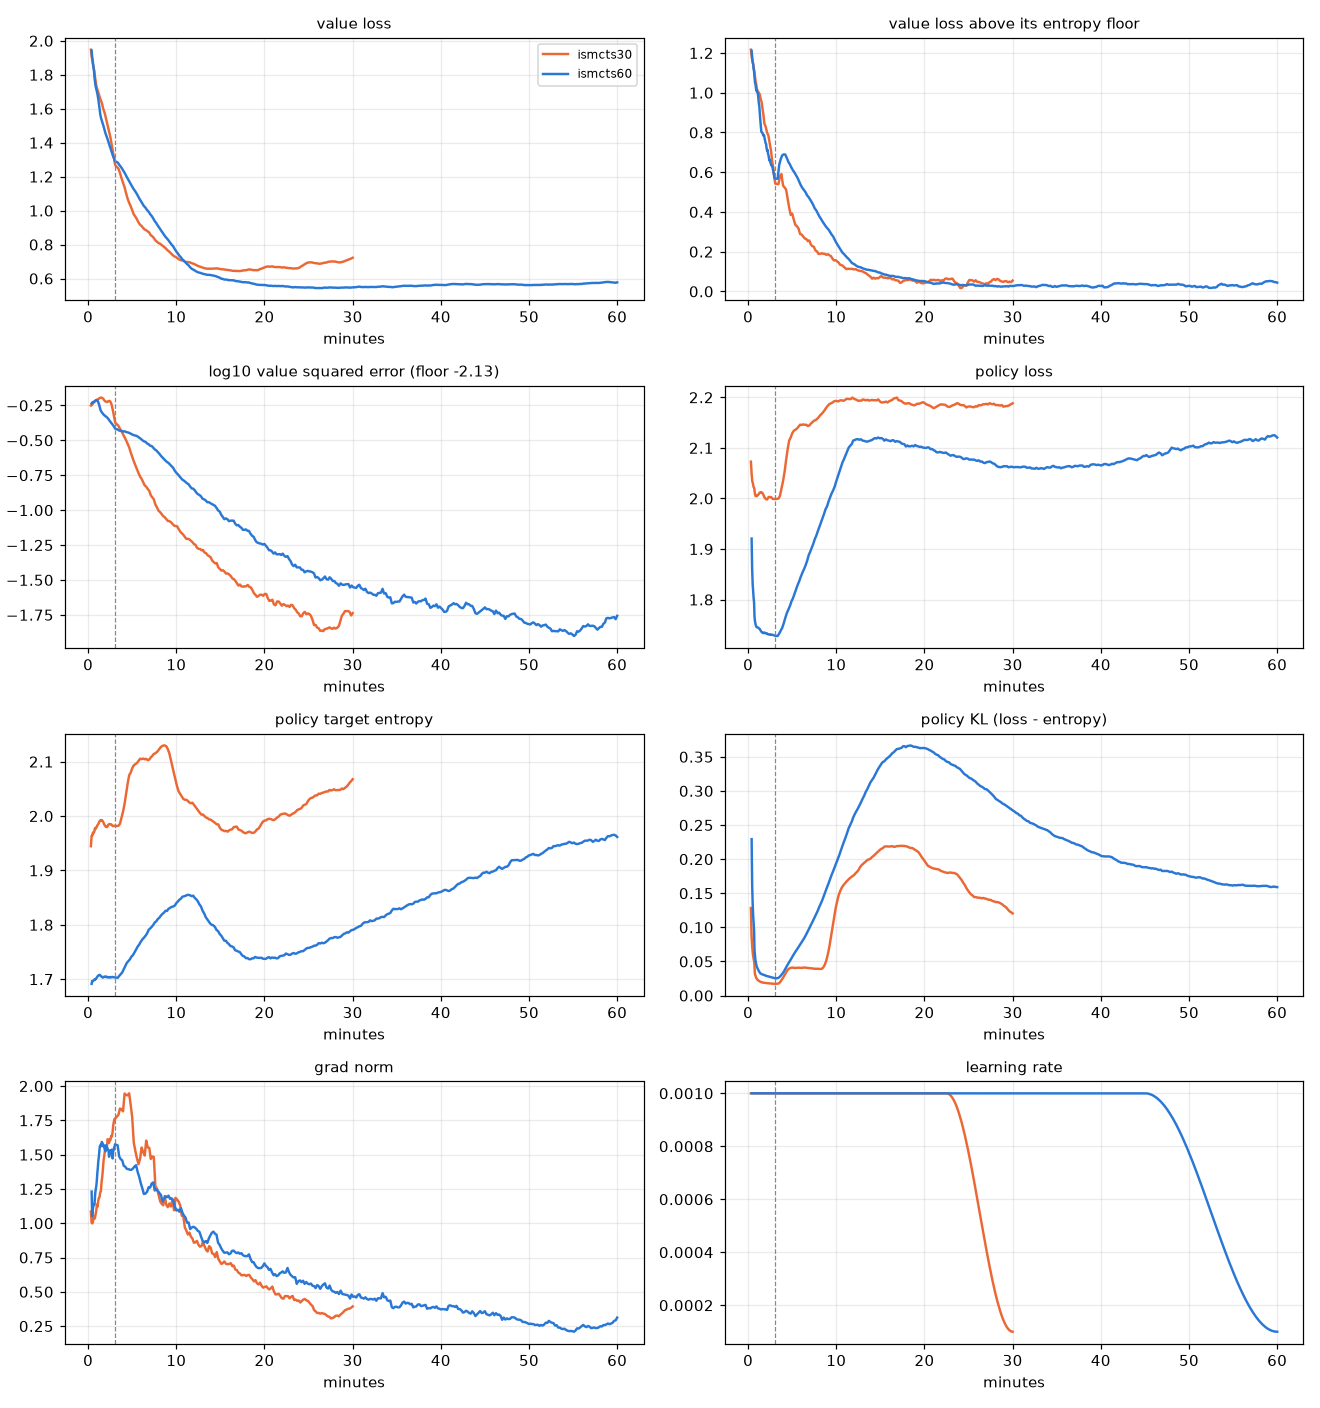 value loss
2.0
1.8
1.6
1.4
1.2
1.0
0.8
0.6
ismcts30
ismcts60
0 10 20 30 40 50 60
minutes
value loss above its entropy floor
1.2
1.0
0.8
0.6
0.4
0.2
0.0
0 10 20 30 40 50 60
minutes
log10 value squared error (floor -2.13)
−0.25
−0.50
−0.75
−1.00
−1.25
−1.50
−1.75
0 10 20 30 40 50 60
minutes
policy loss
2.2
2.1
2.0
1.9
1.8
0 10 20 30 40 50 60
minutes
policy target entropy
2.1
2.0
1.9
1.8
1.7
0 10 20 30 40 50 60
minutes
policy KL (loss - entropy)
0.35
0.30
0.25
0.20
0.15
0.10
0.05
0.00
0 10 20 30 40 50 60
minutes
grad norm
2.00
1.75
1.50
1.25
1.00
0.75
0.50
0.25
0 10 20 30 40 50 60
minutes
learning rate
0.0010
0.0008
0.0006
0.0004
0.0002
0 10 20 30 40 50 60
minutes